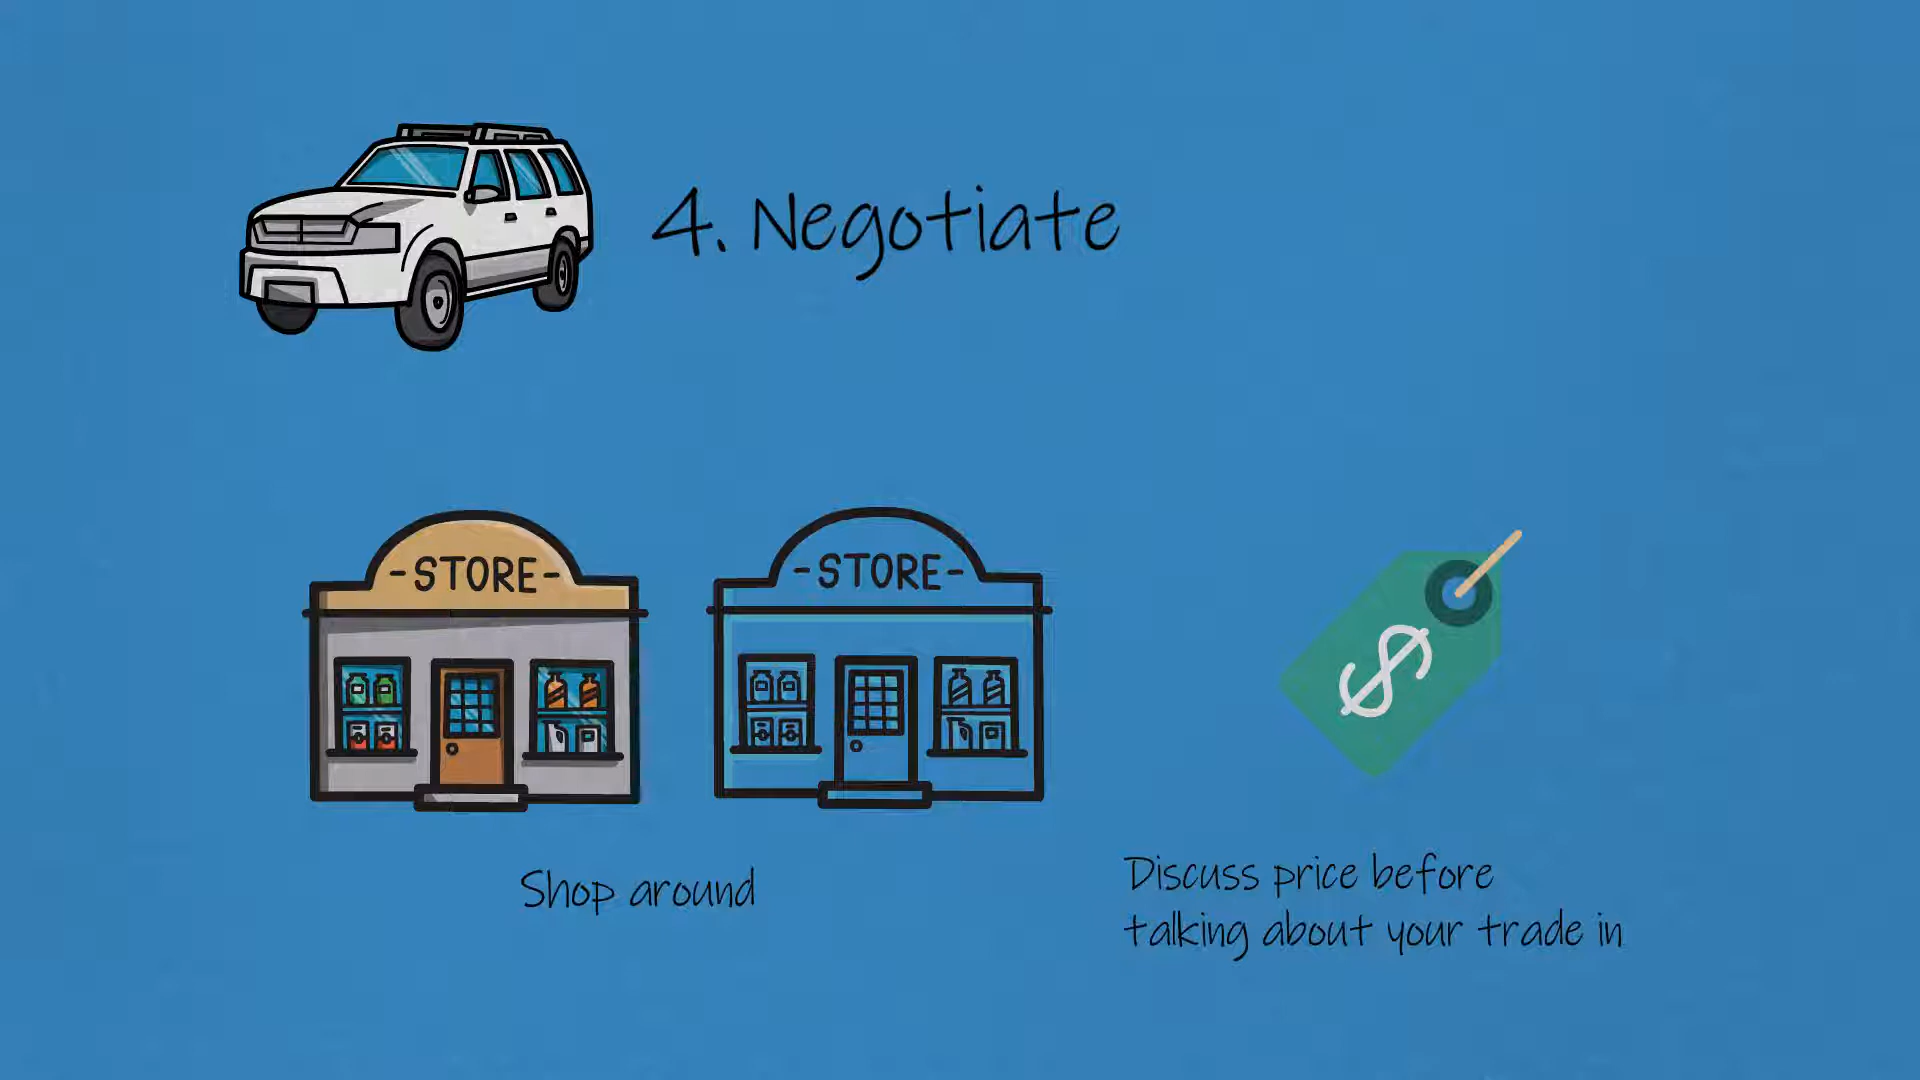 4. Negotiate
-STORE-
-STORE-
Shop around
Discuss price before
talking about your trade in